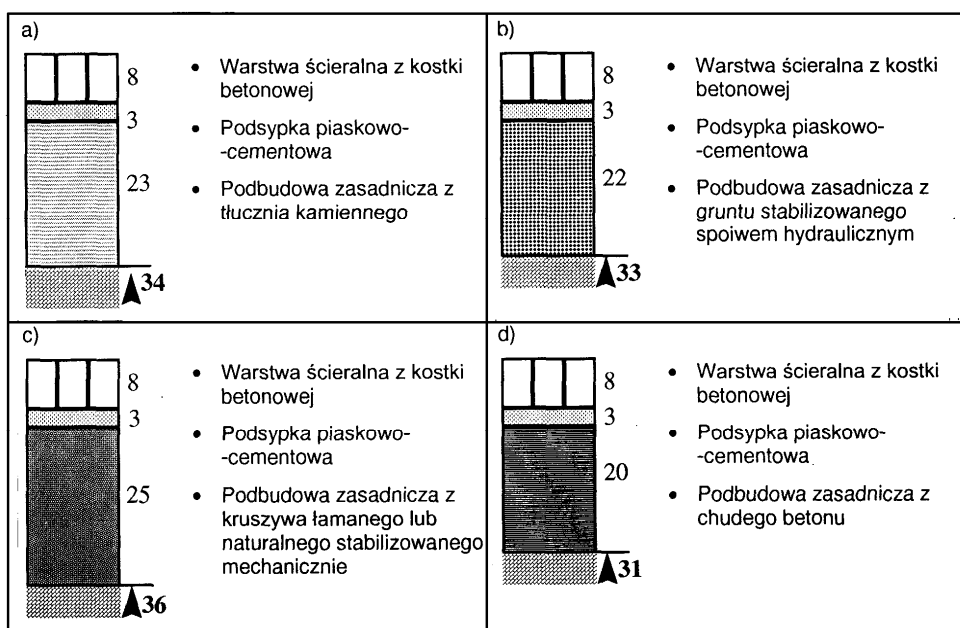 a)
8
3
23
34
• Warstwa ścieralna z kostki
betonowej
• Podsypka piaskowo-
-cementowa
• Podbudowa zasadnicza z
tłucznia kamiennego
b)
8
3
22
33
• Warstwa ścieralna z kostki
betonowej
• Podsypka piaskowo-
-cementowa
• Podbudowa zasadnicza z
gruntu stabilizowanego
spoiwem hydraulicznym
c)
8
3
25
36
• Warstwa ścieralna z kostki
betonowej
• Podsypka piaskowo-
-cementowa
• Podbudowa zasadnicza z
kruszywa łamanego lub
naturalnego stabilizowanego
mechanicznie
d)
8
3
20
31
• Warstwa ścieralna z kostki
betonowej
• Podsypka piaskowo-
-cementowa
• Podbudowa zasadnicza z
chudego betonu